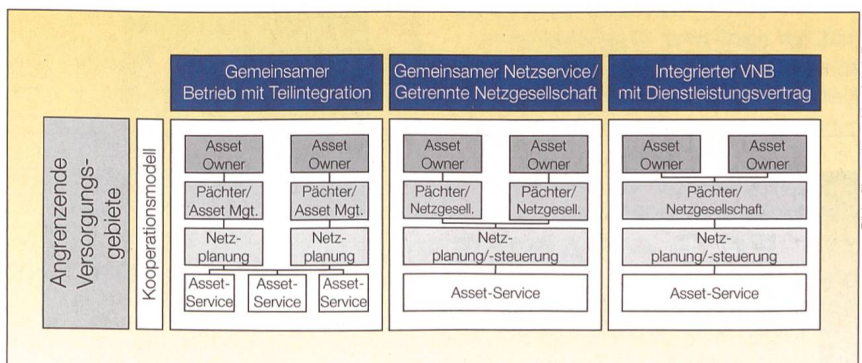 Gemeinsamer
Betrieb mit Teilintegration
Gemeinsamer Netzservice/
Getrennte Netzgesellschaft
Integrierter VNB
mit Dienstleistungsvertrag
Angrenzende
Versorgungs-
gebiete
Kooperationsmodell
Asset
Owner
Asset
Owner
Pächter/
Asset Mgt.
Pächter/
Asset Mgt.
Netz-
planung
Netz-
planung
Asset-
Service
Asset-
Service
Asset-
Service
Asset
Owner
Asset
Owner
Pächter/
Netzgesell.
Pächter/
Netzgesell.
Netz-
planung/-steuerung
Asset-Service
Asset
Owner
Asset
Owner
Pächter/
Netzgesellschaft
Netz-
planung/-steuerung
Asset-Service